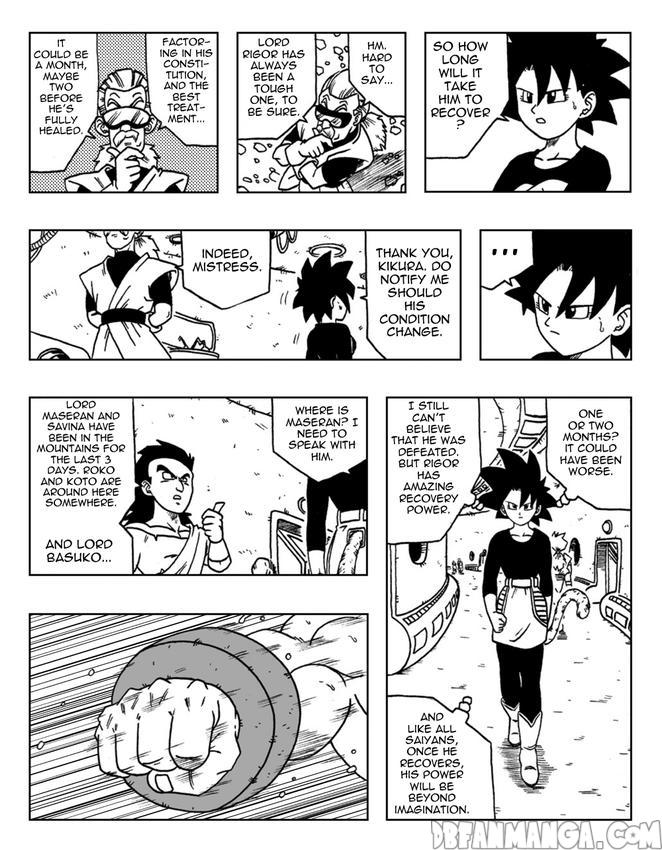 SO HOW
LONG
WILL IT
TAKE
HIM TO
RECOVER
?
HM.
HARD
TO
SAY...
LORD
RIGOR HAS
ALWAYS
BEEN A
TOUGH
ONE, TO
BE SURE.
FACTOR-
ING IN HIS
CONSTI-
TUTION,
AND THE
BEST
TREAT-
MENT...
IT
COULD BE
A MONTH,
MAYBE
TWO
BEFORE
HE'S
FULLY
HEALED.
...
THANK YOU,
KIKURA. DO
NOTIFY ME
SHOULD
HIS
CONDITION
CHANGE.
INDEED,
MISTRESS.
ONE
OR TWO
MONTHS?
IT COULD
HAVE BEEN
WORSE.
I STILL
CAN'T
BELIEVE
THAT HE WAS
DEFEATED.
BUT RIGOR
HAS
AMAZING
RECOVERY
POWER.
AND
LIKE ALL
SAIYANS,
ONCE HE
RECOVERS,
HIS POWER
WILL BE
BEYOND
IMAGINATION.
WHERE IS
MASERAN? I
NEED TO
SPEAK WITH
HIM.
LORD
MASERAN AND
SAVINA HAVE
BEEN IN THE
MOUNTAINS FOR
THE LAST 3
DAYS. ROKO
AND KOTO ARE
AROUND HERE
SOMEWHERE.
AND LORD
BASUKO...
DBFANMANGA.COM